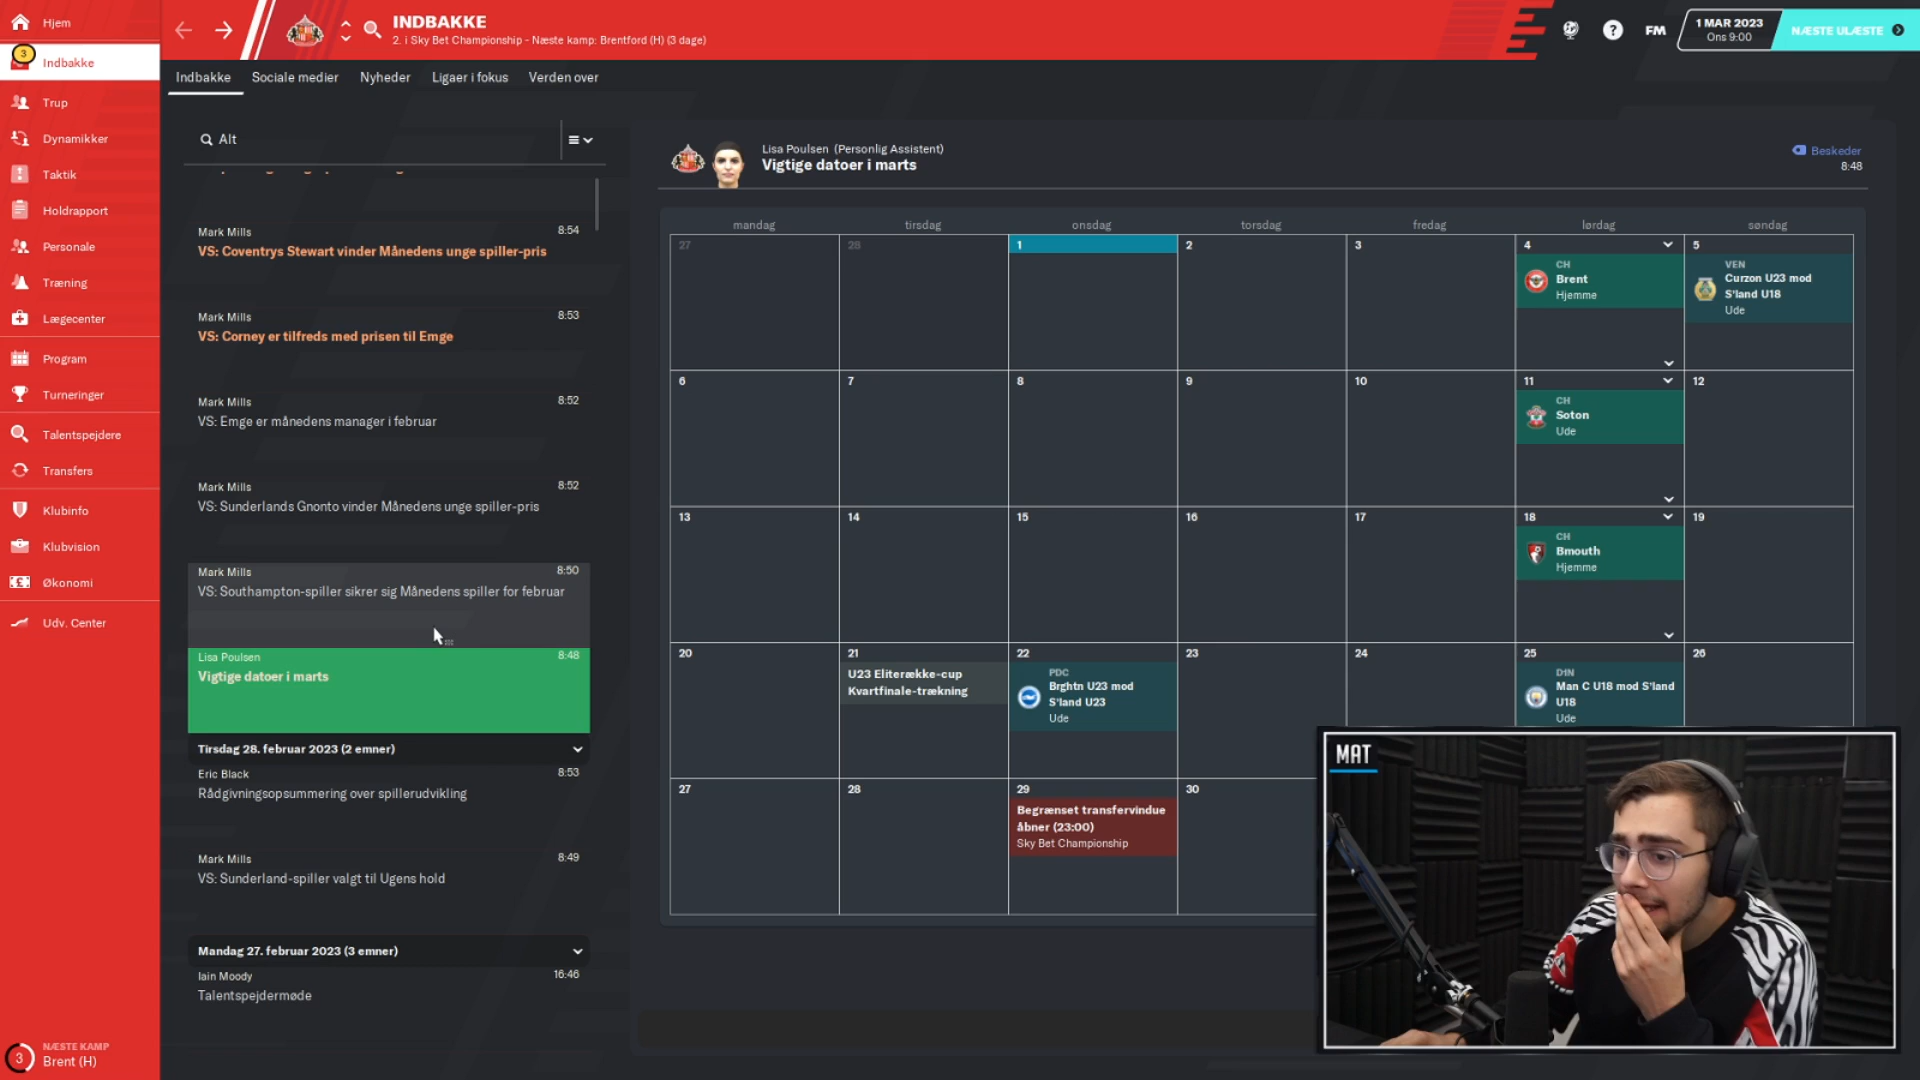 Hjem
3
Indbakke
Trup
Dynamikker
Taktik
Holdrapport
Personale
Træning
Lægecenter
Program
Turneringer
Talentspejdere
Transfers
Klubinfo
Klubvision
Økonomi
Udv. Center
3
NÆSTE KAMP
Brent (H)
INDBAKKE
2. i Sky Bet Championship - Næste kamp: Brentford (H) (3 dage)
FM
1 MAR 2023
Ons 9:00
NÆSTE ULÆSTE
Indbakke
Sociale medier
Nyheder
Ligaer i fokus
Verden over
Alt
Mark Mills
8:54
VS: Coventrys Stewart vinder Månedens unge spiller-pris
Mark Mills
8:53
VS: Corney er tilfreds med prisen til Emge
Mark Mills
8:52
VS: Emge er månedens manager i februar
Mark Mills
8:52
VS: Sunderlands Gnonto vinder Månedens unge spiller-pris
Mark Mills
8:50
VS: Southampton-spiller sikrer sig Månedens spiller for februar
Lisa Poulsen
8:48
Vigtige datoer i marts
Tirsdag 28. februar 2023 (2 emner)
Eric Black
8:53
Rådgivningsopsummering over spillerudvikling
Mark Mills
8:49
VS: Sunderland-spiller valgt til Ugens hold
Mandag 27. februar 2023 (3 emner)
Iain Moody
16:46
Talentspejdermøde
Lisa Poulsen (Personlig Assistent)
Vigtige datoer i marts
Beskeder
8:48
mandag
tirsdag
onsdag
torsdag
fredag
lørdag
søndag
27
28
1
2
3
4
CH
Brent
Hjemme
5
VEN
Curzon U23 mod
S'land U18
Ude
6
7
8
9
10
11
CH
Soton
Ude
12
13
14
15
16
17
18
CH
Bmouth
Hjemme
19
20
21
U23 Eliterække-cup
Kvartfinale-trækning
22
PDC
Brghtn U23 mod
S'land U23
Ude
23
24
25
D1N
Man C U18 mod S'land
U18
Ude
26
27
28
29
Begrænset transfervindue
åbner (23:00)
Sky Bet Championship
30
MAT